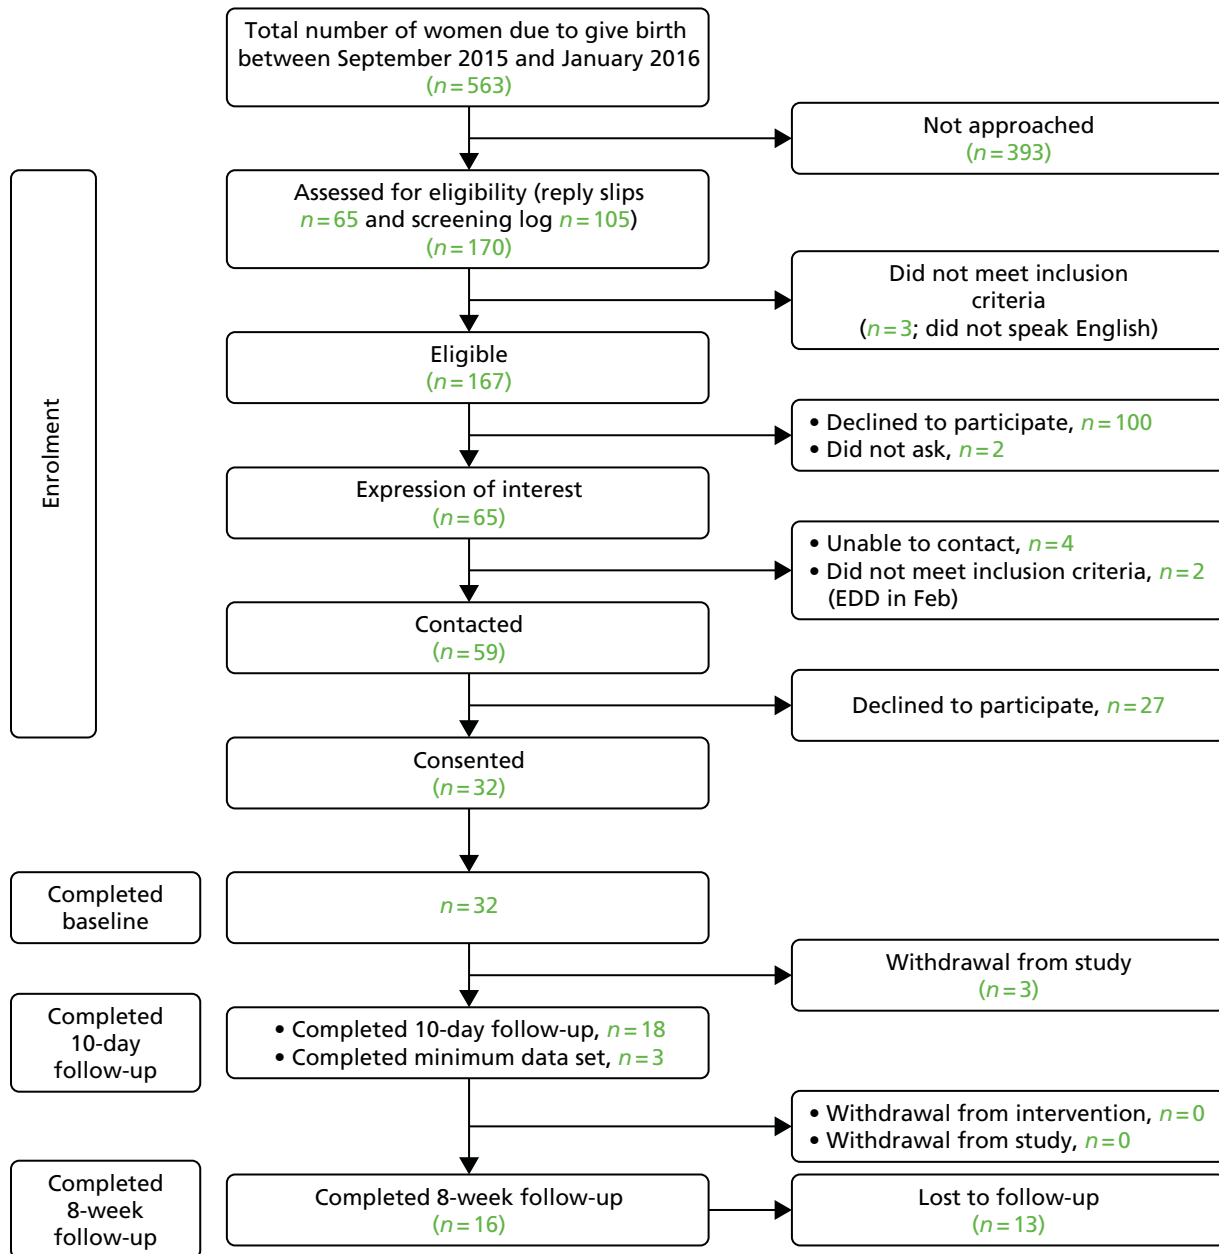 Total number of women due to give birth
between September 2015 and January 2016
(n=563)
Not approached
(n=393)
Enrolment
Assessed for eligibility (reply slips
n=65 and screening log n=105)
(n=170)
Did not meet inclusion
criteria
(n=3; did not speak English)
Eligible
(n=167)
• Declined to participate, n=100
• Did not ask, n=2
Expression of interest
(n=65)
• Unable to contact, n=4
• Did not meet inclusion criteria, n=2
(EDD in Feb)
Contacted
(n=59)
Declined to participate, n=27
Consented
(n=32)
Completed
baseline
n=32
Withdrawal from study
(n=3)
Completed
10-day
follow-up
• Completed 10-day follow-up, n=18
• Completed minimum data set, n=3
• Withdrawal from intervention, n=0
• Withdrawal from study, n=0
Completed
8-week
follow-up
Completed 8-week follow-up
(n=16)
Lost to follow-up
(n=13)